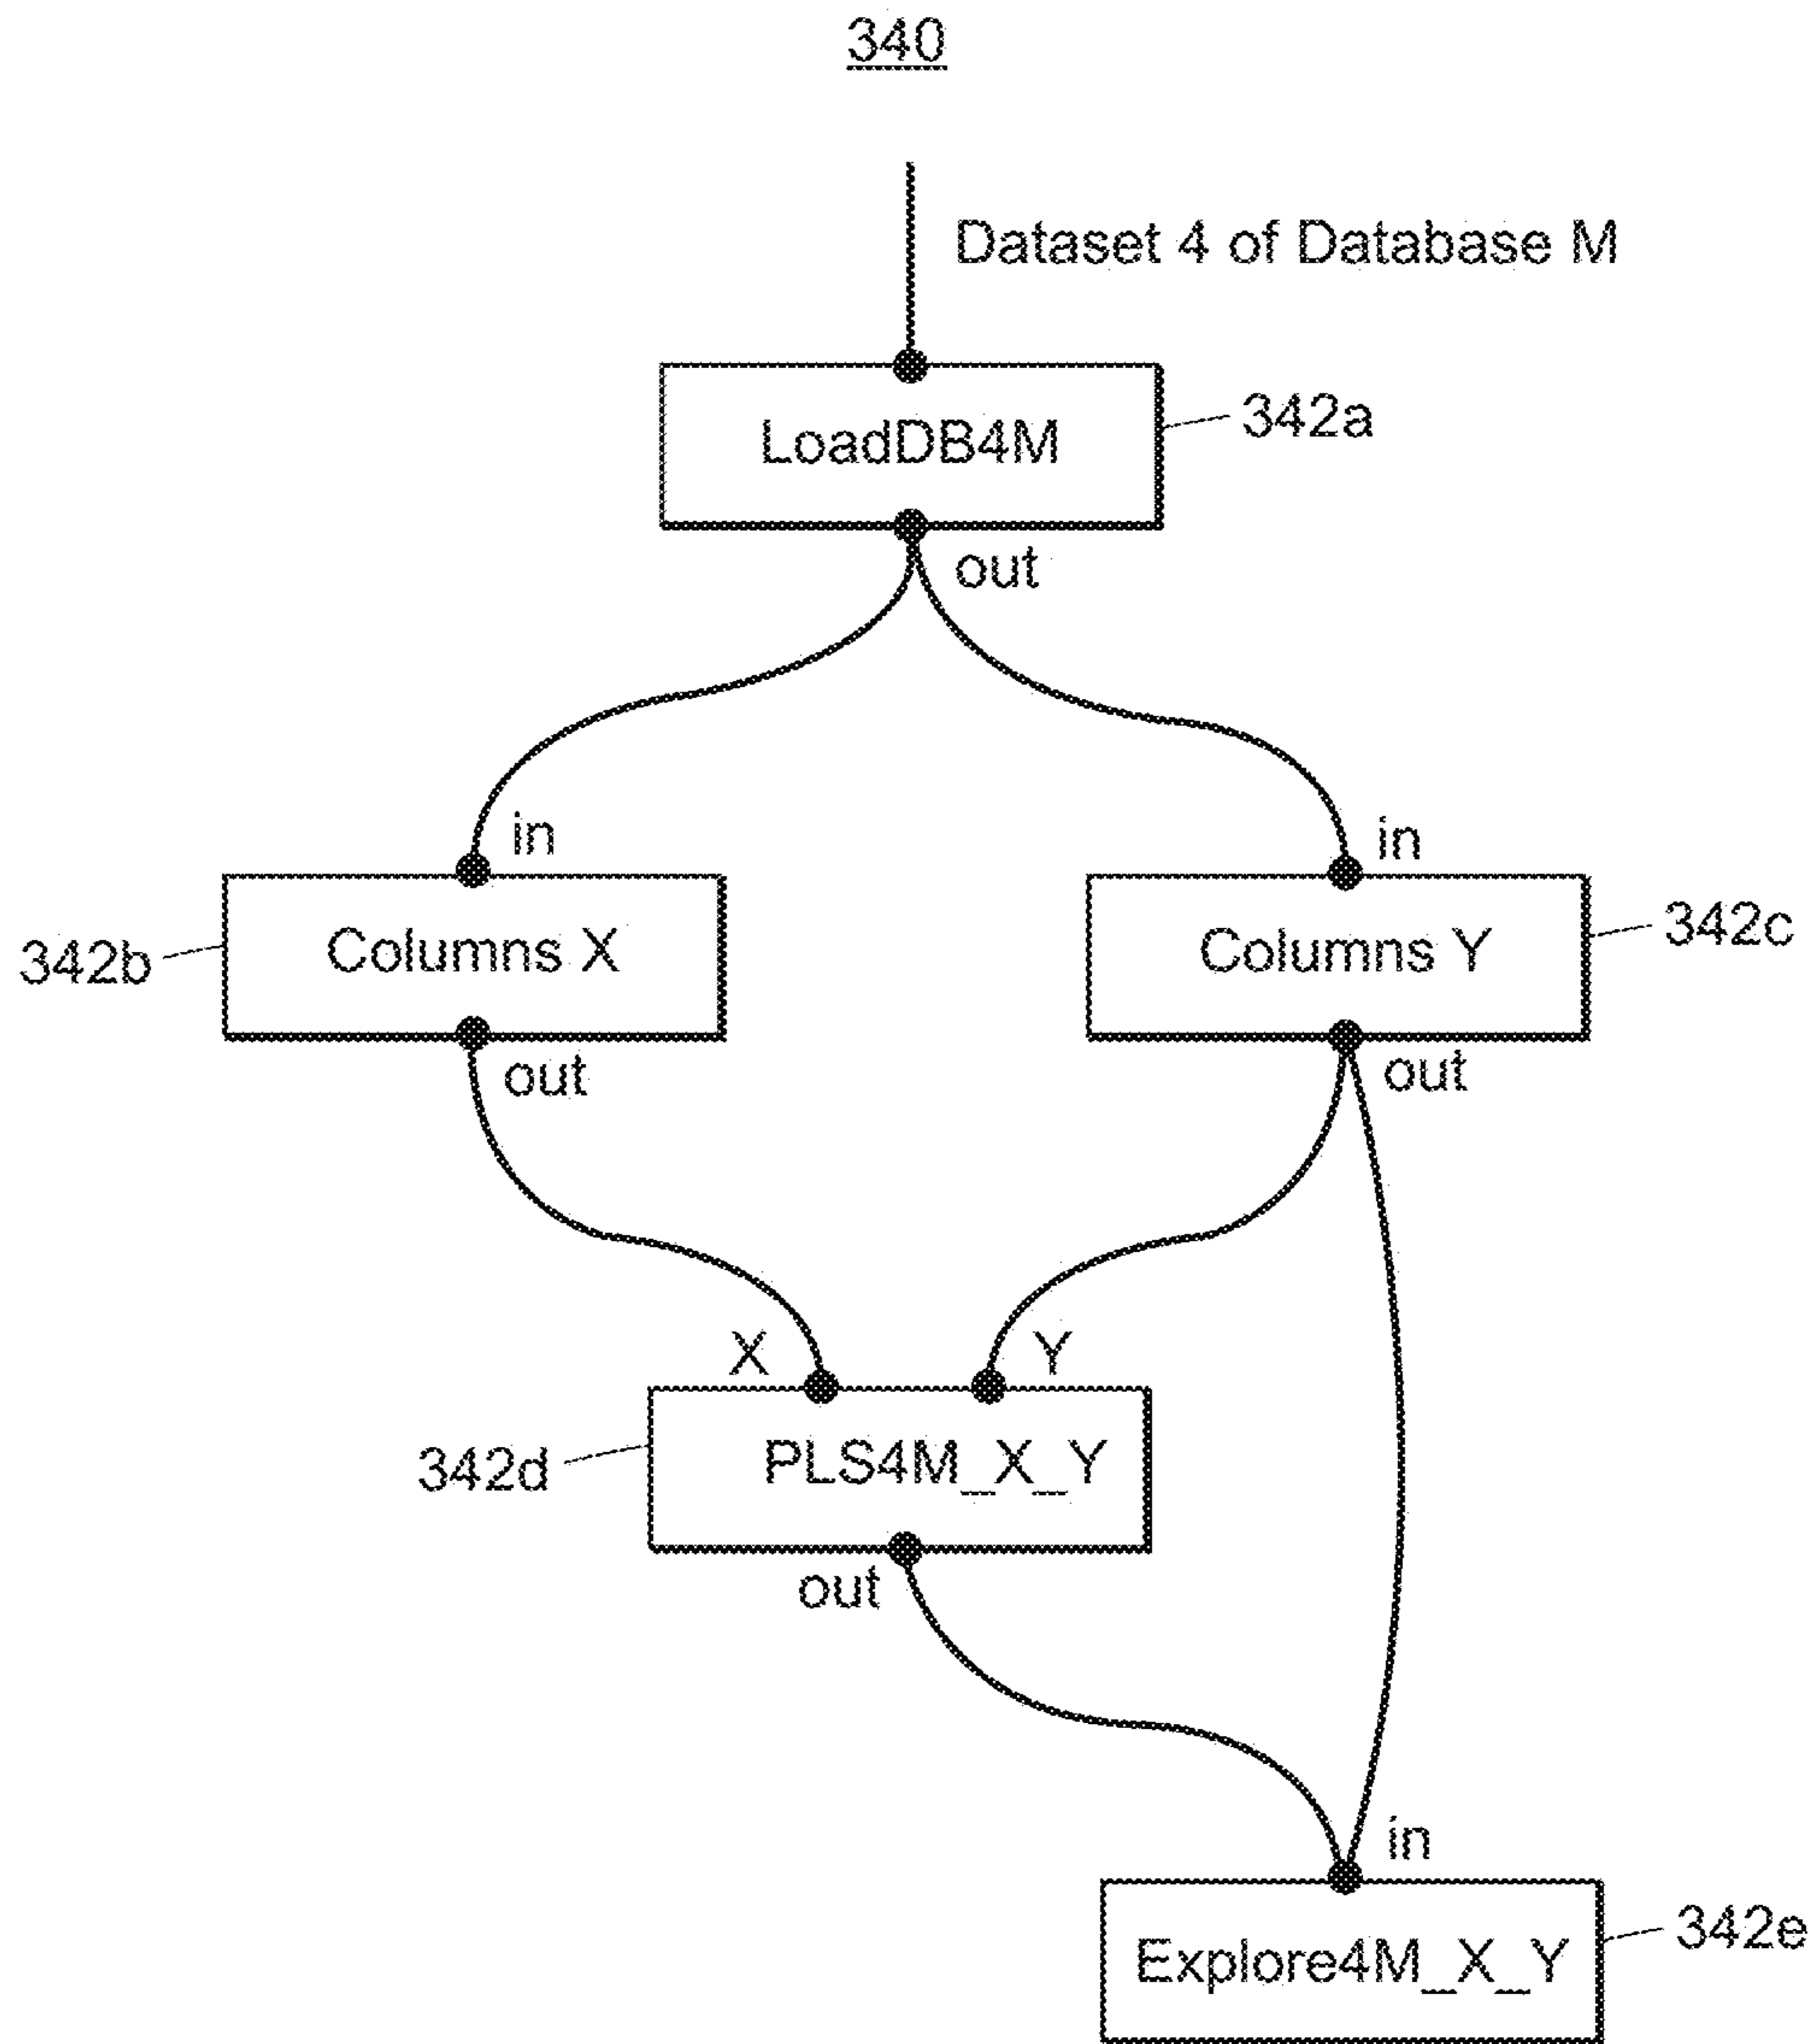 340
Dataset 4 of Database M
LoadDB4M
342a
out
in
in
Columns X
Columns Y
342b
342c
out
out
X
Y
PLS4M_X_Y
342d
out
in
Explore4M_X_Y
342e